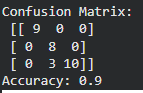 Confusion Matrix:
[[ 9  0  0]
[ 0  8  0]
[ 0  3 10]]
Accuracy: 0.9